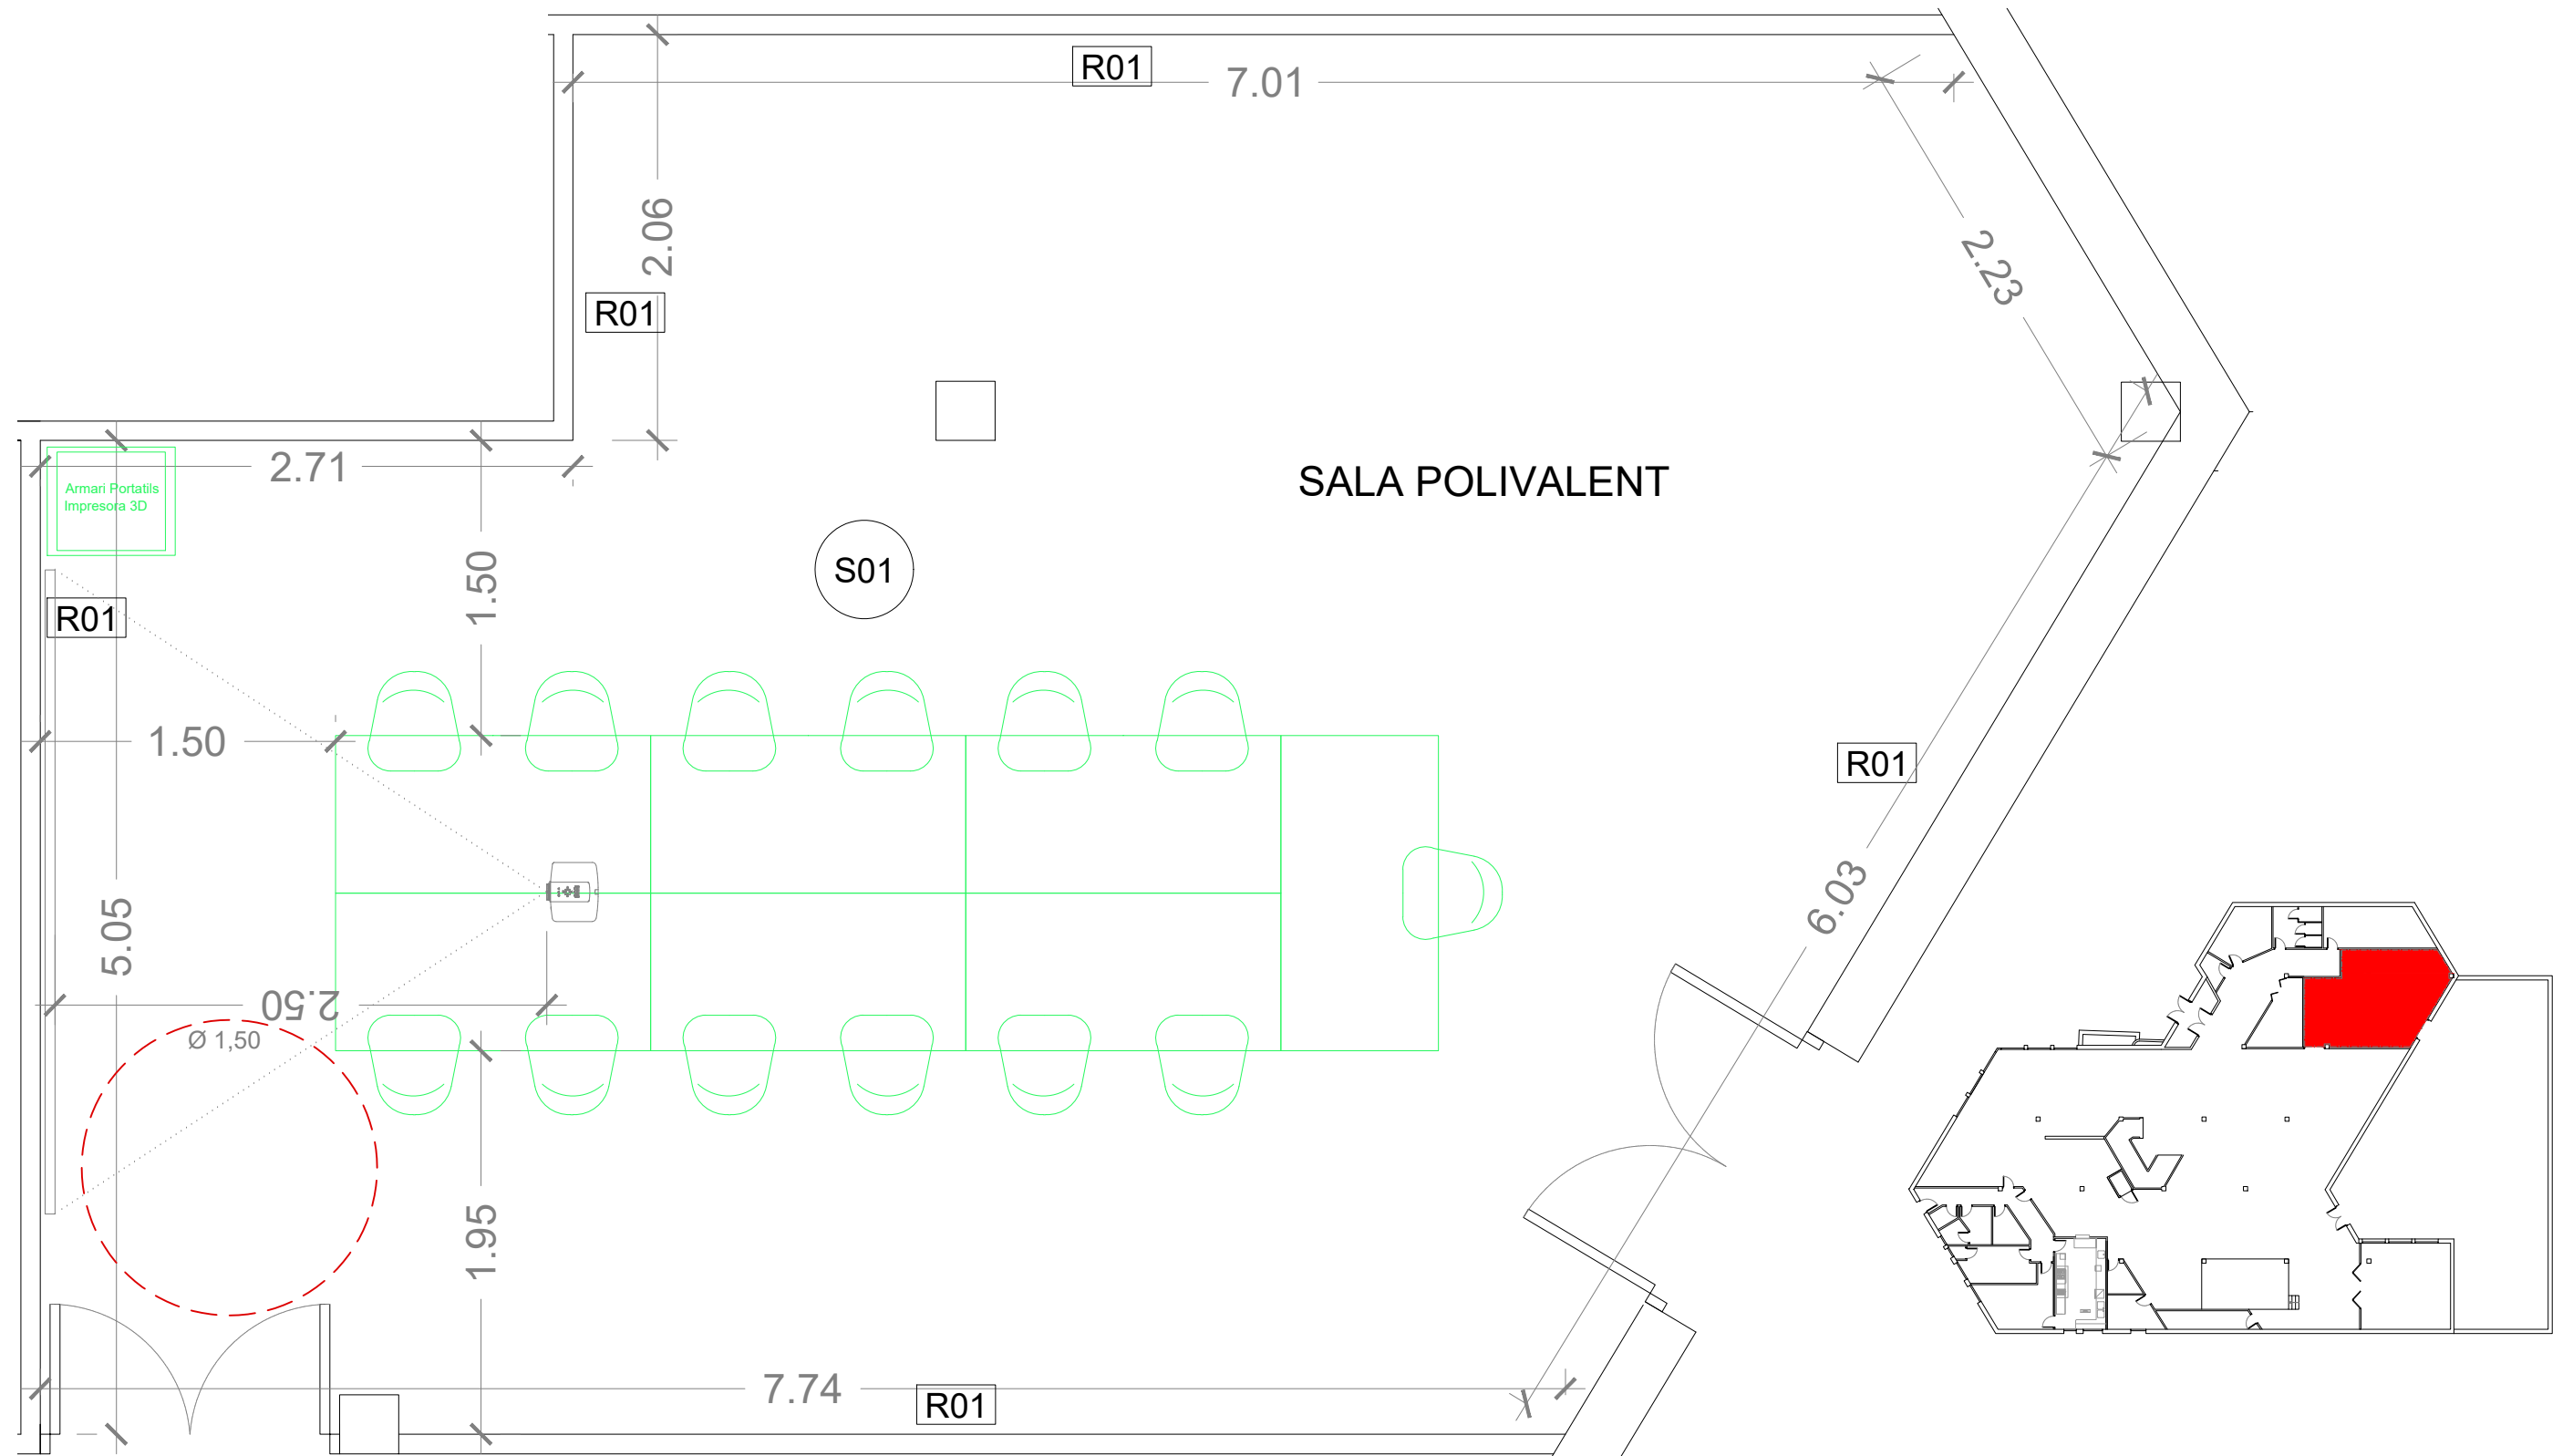 R01
7.01
2.06
2.23
R01
2.71
SALA POLIVALENT
Armari Portatils
Impresora 3D
1.50
S01
R01
1.50
R01
6.03
5.05
2.50
Ø 1,50
1.95
7.74
R01